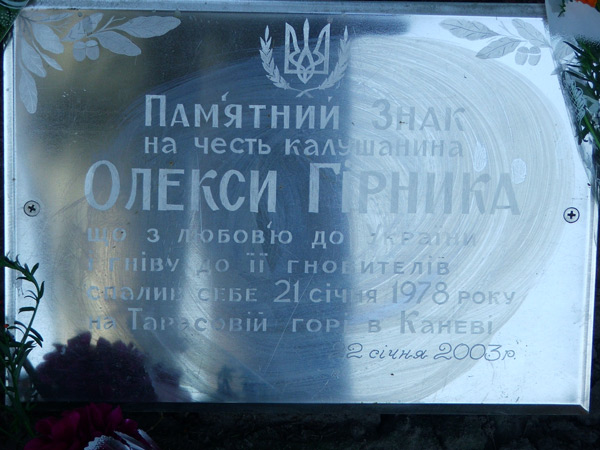 Пам'ятний Знак
на честь калушанина
Олекси Гірника
що з любов'ю до України
і гніву до її гнобителів
спалив себе 21 січня 1978 року
на Тарасовій горі в Каневі
2 січня 2003 р.